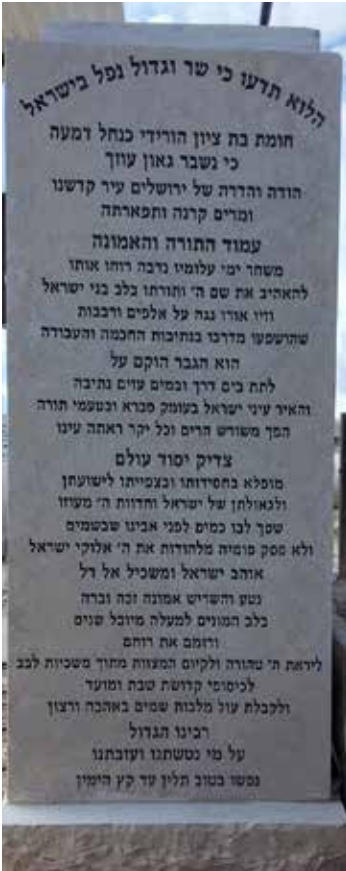 הלוא תדעו כי שר וגדול נפל בישראל
חומת בת ציון הורידי כנחל דמעה
כי נשבר גאון עוזך
הודה והדרה של ירושלים עיר קדשנו
ומרים קרנה ותפארתה
עמוד התורה והאמונה
משחר ימי עלומיו נדבה רוחו אותו
להאהיב את שם ה' ותורתו בלב בני ישראל
וזיו אורו נגה על אלפים ורבבות
שהושפעו מדרכו בנתיבות החכמה והעבודה
הוא הגבר הוקם על
לתת בים דרך ובמים עזים נתיבה
והאיר עיני ישראל בעומק סברא ובטעמי תורה
הפך משורש הרים וכל יקר ראתה עינו
צדיק יסוד עולם
מופלא בחסידותו ובצפייתו לישועתן
ולגאולתן של ישראל וחדות ה' מעוזו
שפך לבו כמים לפני אבינו שבשמים
ולא פסק פומיה מלהודות את ה' אלוקי ישראל
אוהב ישראל ומשכיל אל דל
נטע והשריש אמונה זכה וברה
בלב המונים למעלה מיובל שנים
ורומם את רוחם
ליראת ה' טהורה ולקיום המצוות מתוך משכיות לבב
לכיסופי קדושת שבת ומועד
ולקבלת עול מלכות שמים באהבה ורצון
רבינו הגדול
על מי נטשתנו ועזבתנו
נפשו בטוב תלין עד קץ הימין